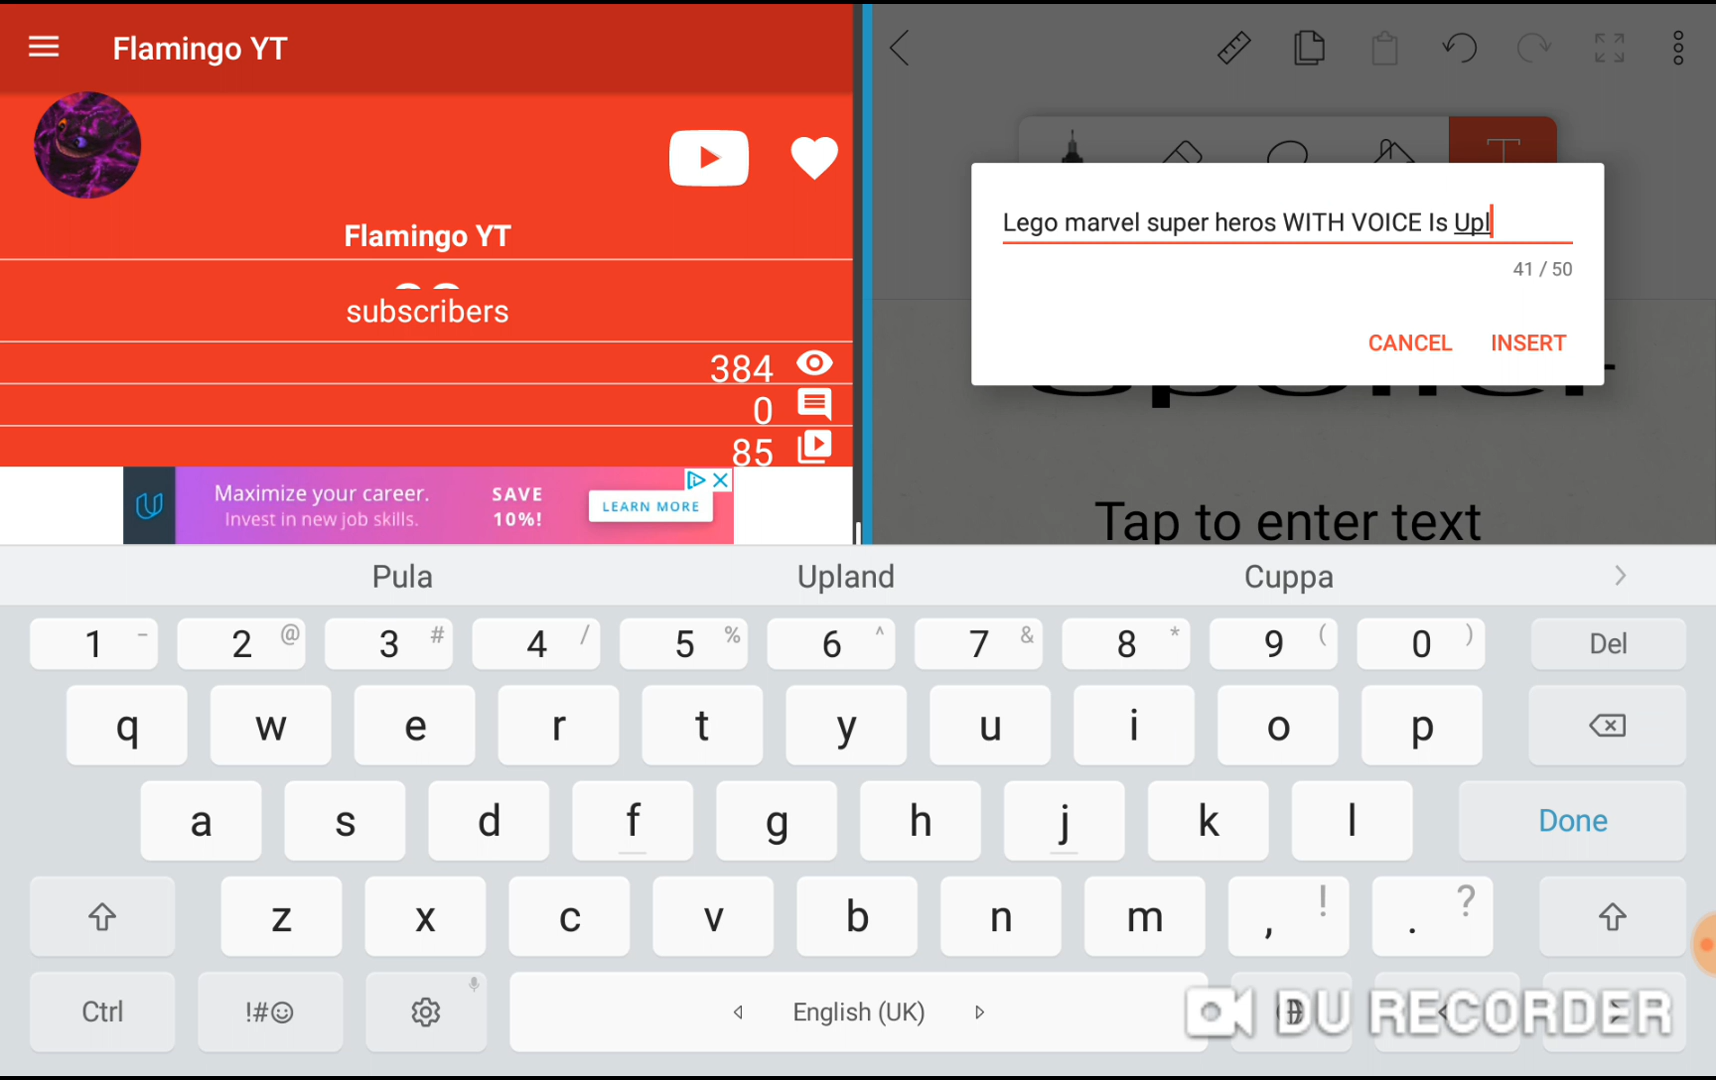 Flamingo YT
Flamingo YT
subscribers
384
0
85
Maximize your career.
Invest in new job skills.
SAVE
10%!
LEARN MORE
T
Lego marvel super heros WITH VOICE Is Upl
41 / 50
CANCEL
INSERT
Tap to enter text
Pula
Upland
Cuppa
1 - 2 @ 3 # 4 / 5 % 6 ^ 7 & 8 * 9 ( 0 ) Del
q w e r t y u i o p
a s d f g h j k l Done
z x c v b n m , ! . ?
Ctrl !#☺ English (UK)
DU RECORDER